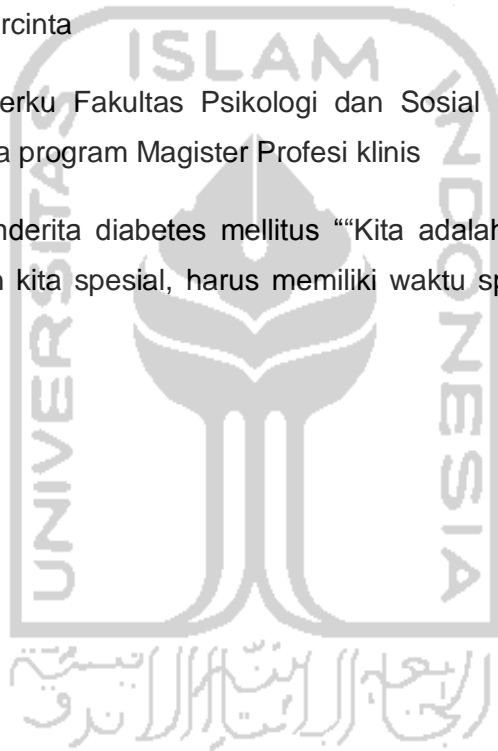 rcinta
ISLAM
erku Fakultas Psikologi dan Sosial
a program Magister Profesi klinis
nderita diabetes mellitus ““Kita adalah
n kita spesial, harus memiliki waktu sp
UNIVERSITAS
INDONESIA